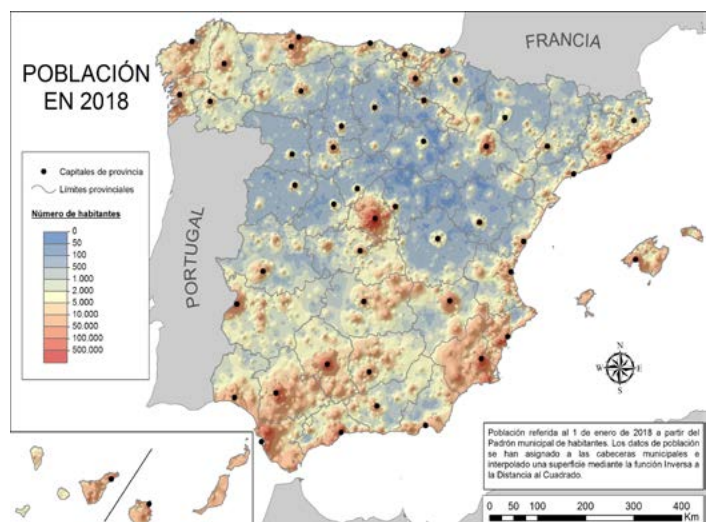 FRANCIA
POBLACIÓN
EN 2018
Capitales de provincia
Límites provinciales
Número de habitantes
0
50
100
500
1.000
2.000
5.000
10.000
50.000
100.000
500.000
PORTUGAL
N
W
E
S
Población referida al 1 de enero de 2018 a partir del
Padrón municipal de habitantes. Los datos de población
se han asignado a las cabeceras municipales e
interpolado una superficie mediante la función Inversa a
la Distancia al Cuadrado.
0 50 100 200 300 400
Km